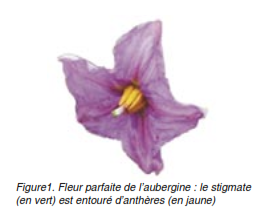 Figure1. Fleur parfaite de l'aubergine : le stigmate
(en vert) est entouré d'anthères (en jaune)